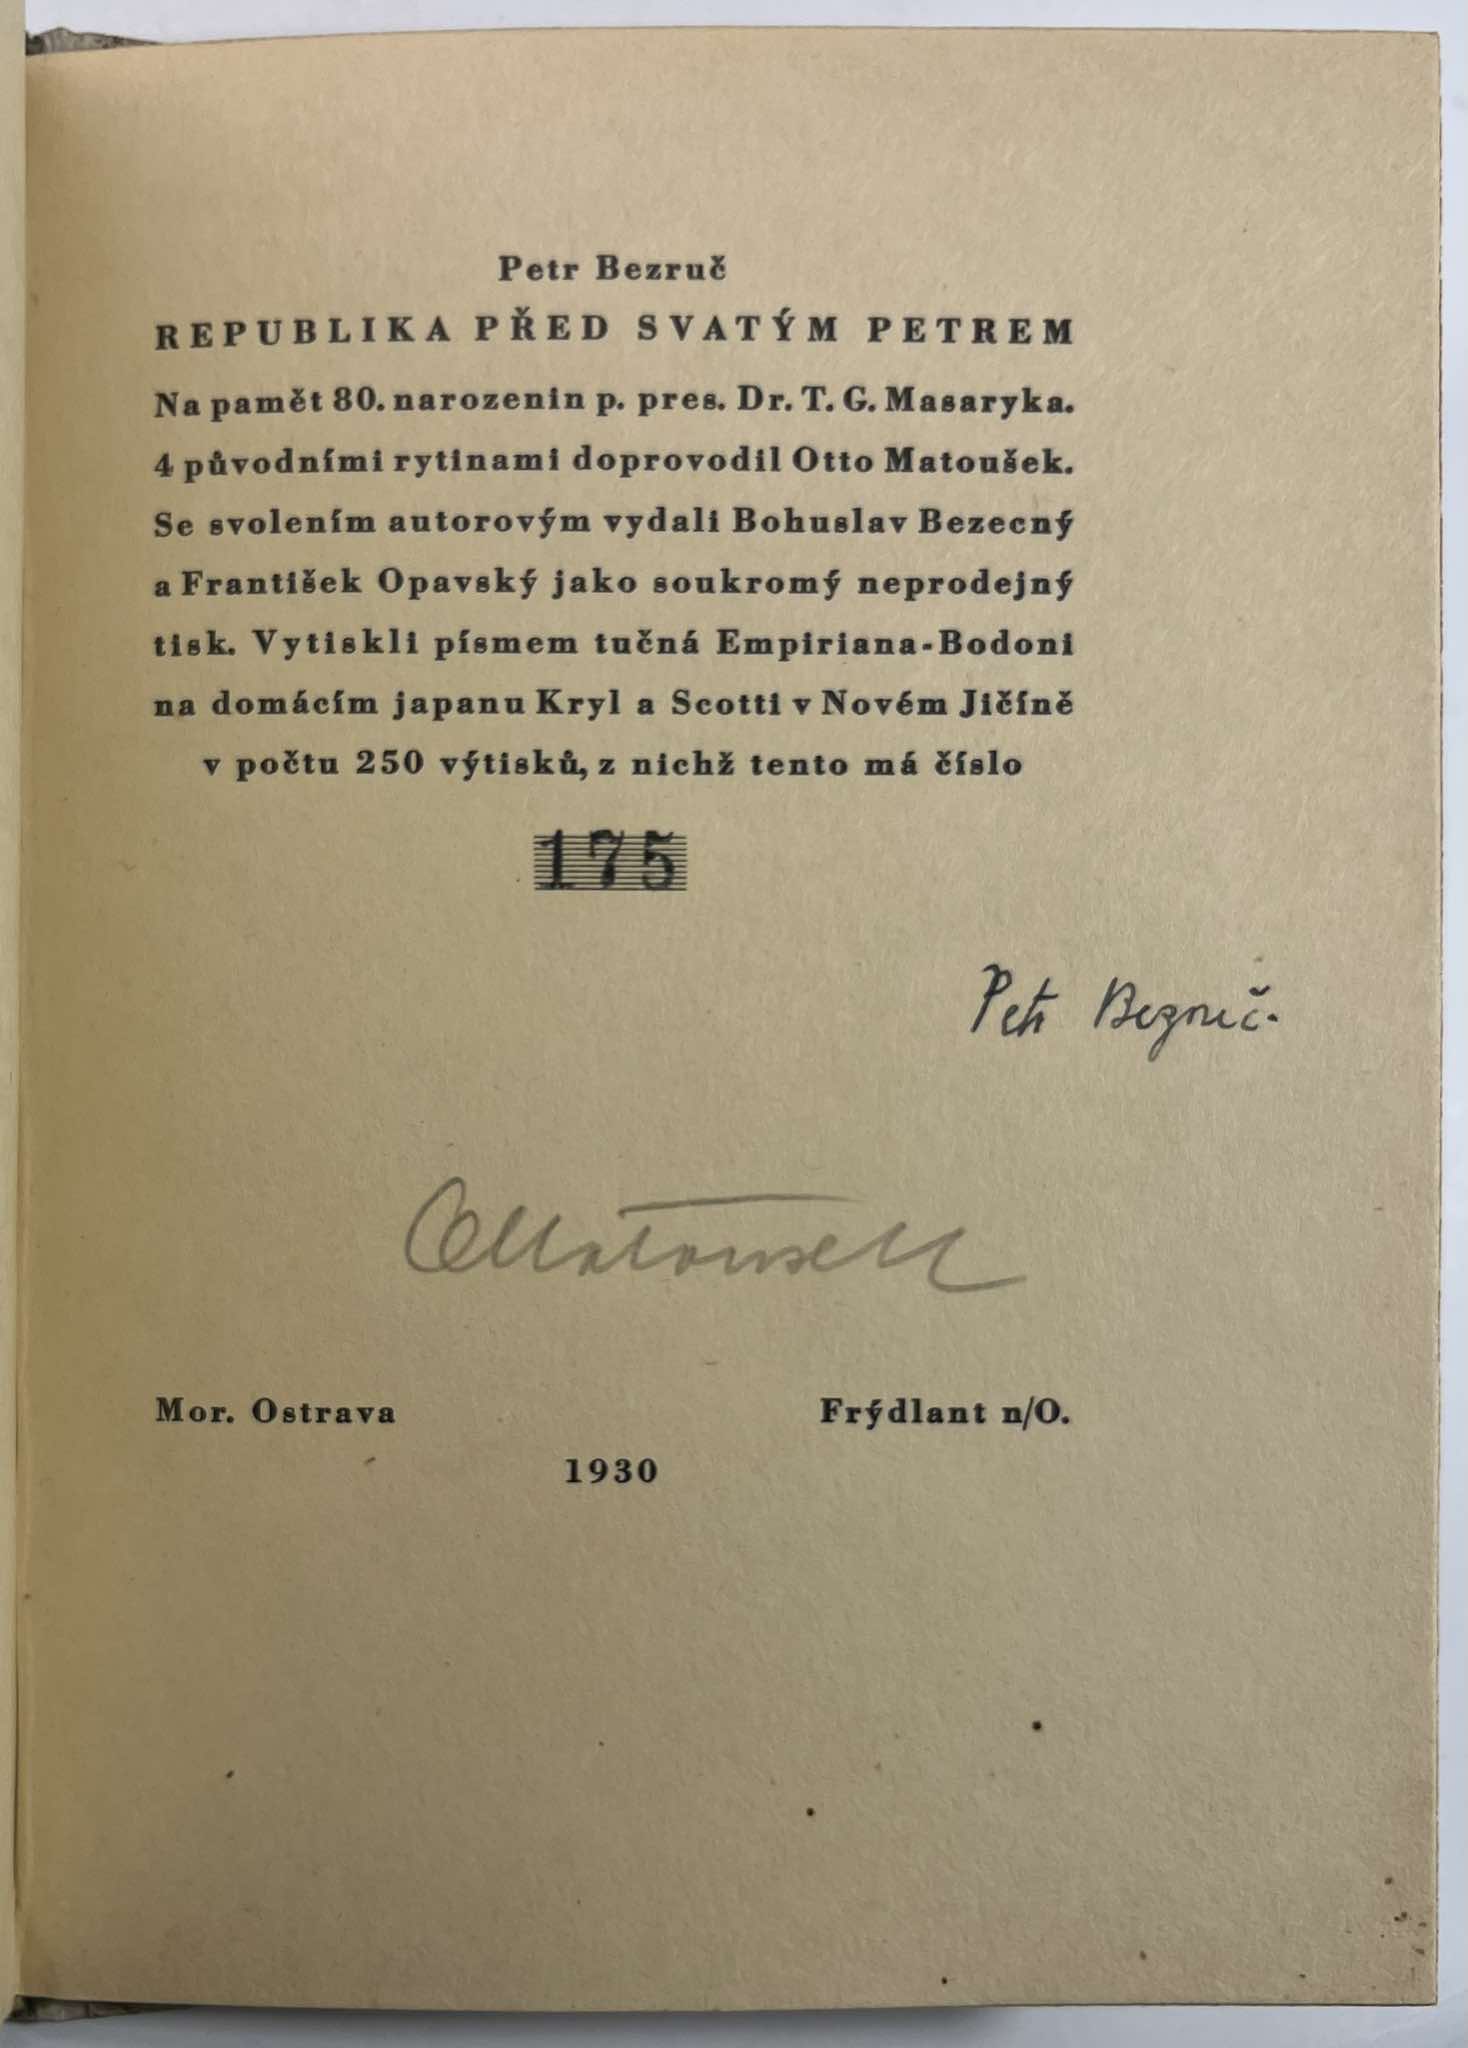 Petr Bezruč
REPUBLIKA PŘED SVATÝM PETREM
Na pamět 80. narozenin p. pres. Dr. T. G. Masaryka.
4 původními rytinami doprovodil Otto Matoušek.
Se svolením autorovým vydali Bohuslav Bezecný
a František Opavský jako soukromý neprodejný
tisk. Vytiskli písmem tučná Empiriana-Bodoni
na domácím japanu Kryl a Scotti v Novém Jičíně
v počtu 250 výtisků, z nichž tento má číslo
175
Petr Bezruč.
OMatoušek
Mor. Ostrava Frýdlant n/O.
1930